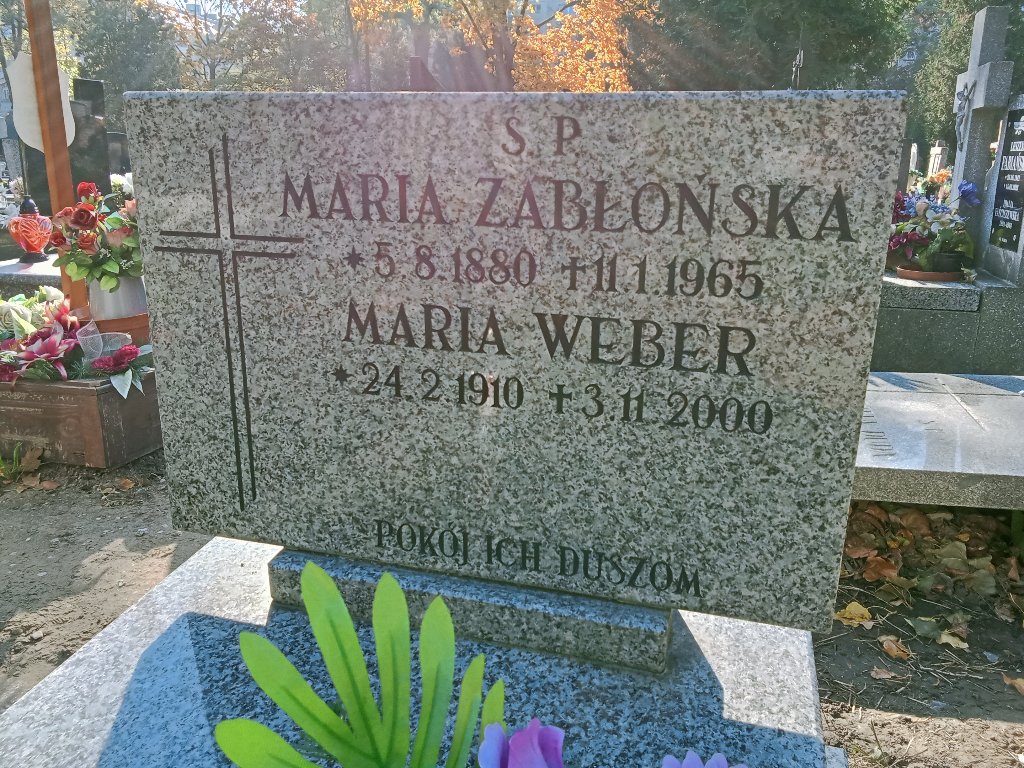 S P
MARIA ZABŁOŃSKA
*5 8 1880 +11 1 1965
MARIA WEBER
*24. 2 1910 +3 11 2000
POKÓJ ICH DUSZOM